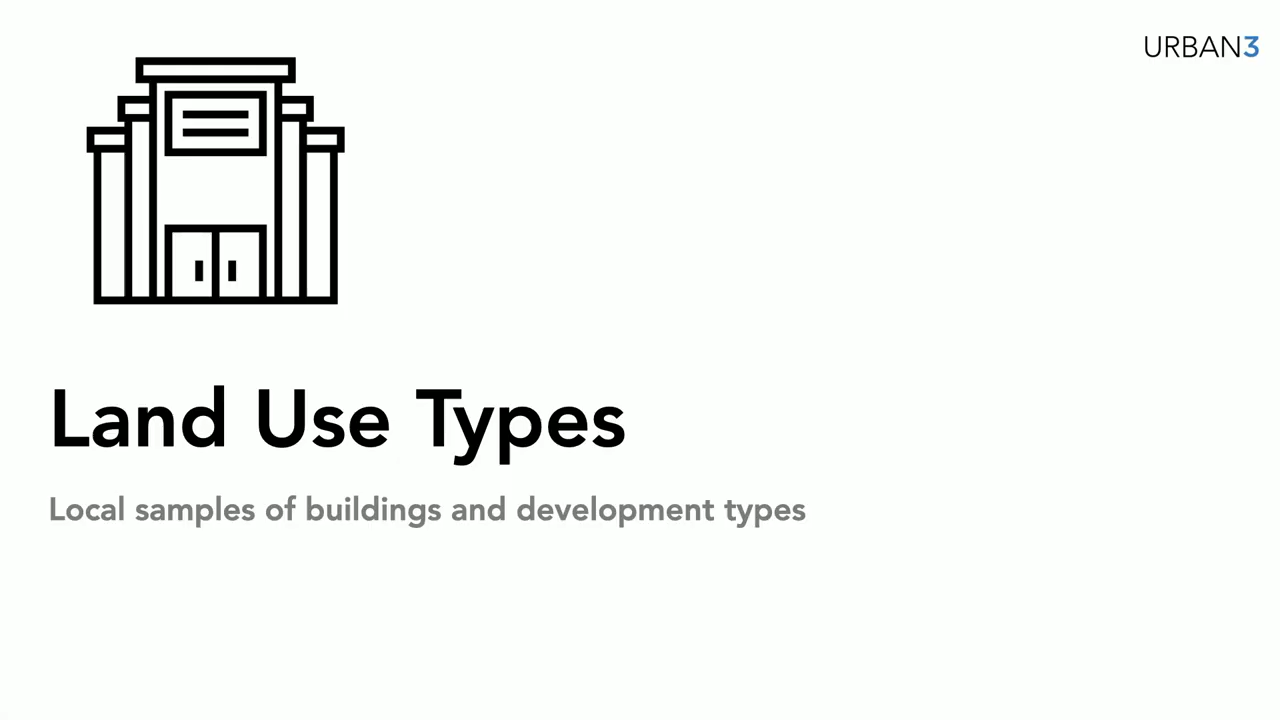 URBAN3
Land Use Types
Local samples of buildings and development types